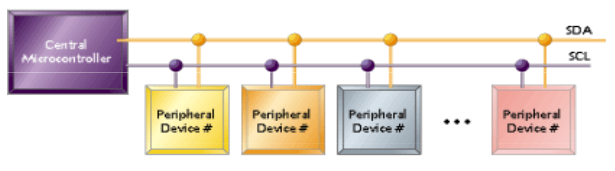 SDA
Central
Microcontroller
SCL
Peripheral
Device #
Peripheral
Device #
Peripheral
Device #
•••
Peripheral
Device #